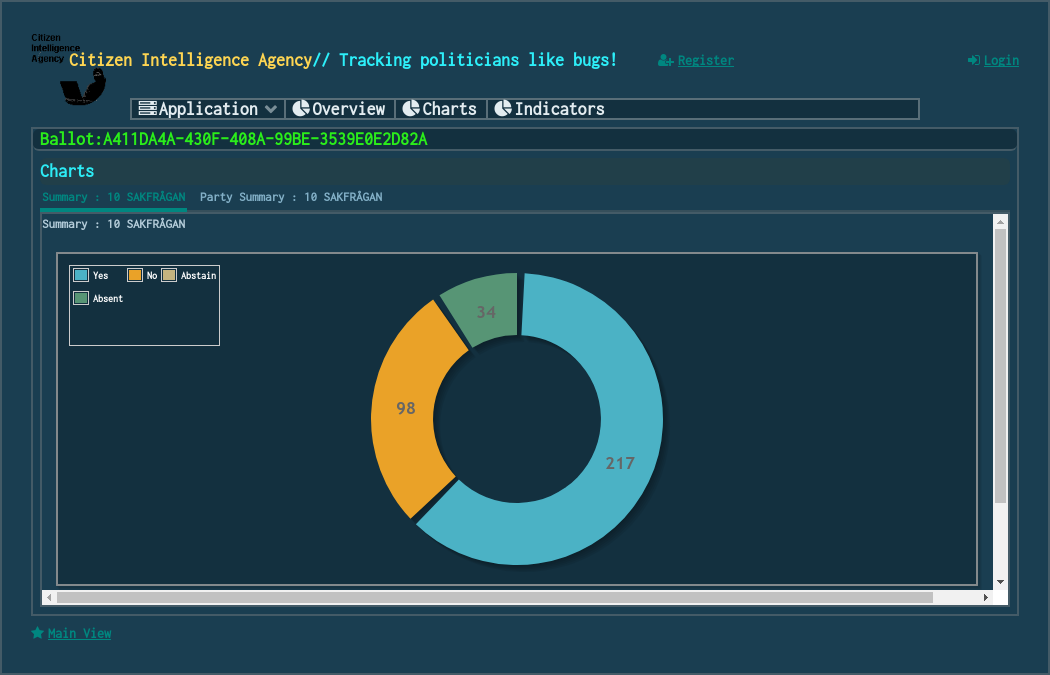 Citizen
Intelligence
Agency
Citizen Intelligence Agency// Tracking politicians like bugs!
Register
Login
Application
Overview
Charts
Indicators
Ballot:A411DA4A-430F-408A-99BE-3539E0E2D82A
Charts
Summary : 10 SAKFRÅGAN
Party Summary : 10 SAKFRÅGAN
Summary : 10 SAKFRÅGAN
Yes
No
Abstain
Absent
34
98
217
Main View